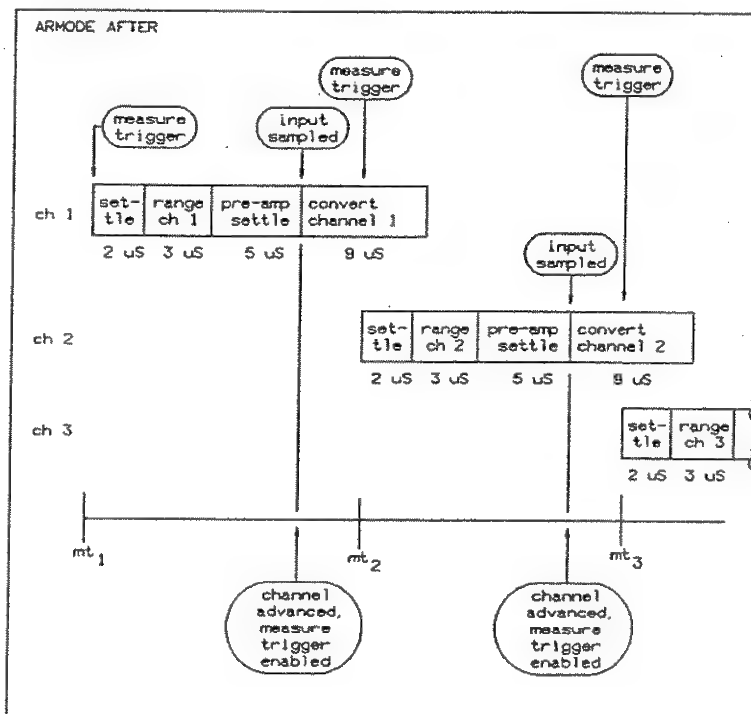 ARMODE AFTER
measure
trigger
measure
trigger
measure
trigger
input
sampled
ch 1
set-
tle
range
ch 1
pre-amp
settle
convert
channel 1
2 uS
3 uS
5 uS
9 uS
input
sampled
ch 2
set-
tle
range
ch 2
pre-amp
settle
convert
channel 2
2 uS
3 uS
5 uS
9 uS
ch 3
set-
tle
range
ch 3
2 uS
3 uS
mt1
mt2
mt3
channel
advanced,
measure
trigger
enabled
channel
advanced,
measure
trigger
enabled